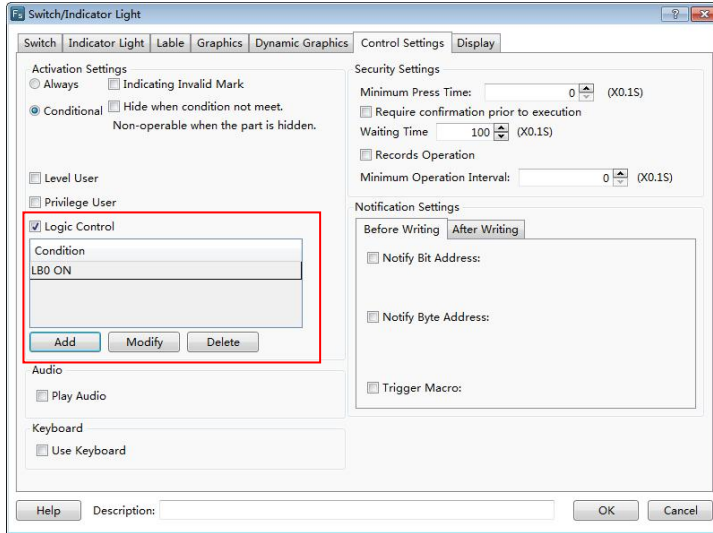 Fs Switch/Indicator Light
Switch Indicator Light Lable Graphics Dynamic Graphics Control Settings Display
Activation Settings
Always Indicating Invalid Mark
Conditional Hide when condition not meet.
Non-operable when the part is hidden.
Level User
Privilege User
Logic Control
Condition
LB0 ON
Add Modify Delete
Audio
Play Audio
Keyboard
Use Keyboard
Security Settings
Minimum Press Time: 0 (X0.1S)
Require confirmation prior to execution
Waiting Time 100 (X0.1S)
Records Operation
Minimum Operation Interval: 0 (X0.1S)
Notification Settings
Before Writing After Writing
Notify Bit Address:
Notify Byte Address:
Trigger Macro:
Help Description: OK Cancel